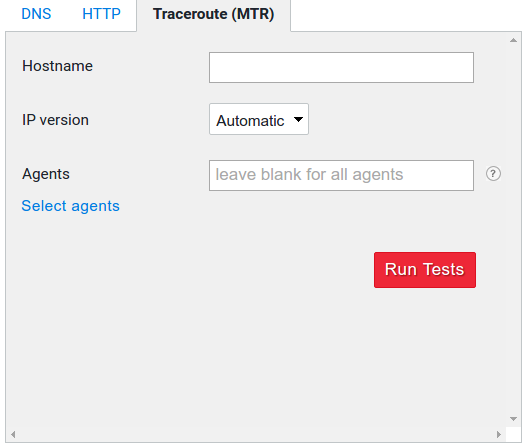 DNS HTTP Traceroute (MTR)
Hostname
IP version Automatic
Agents leave blank for all agents ?
Select agents
Run Tests